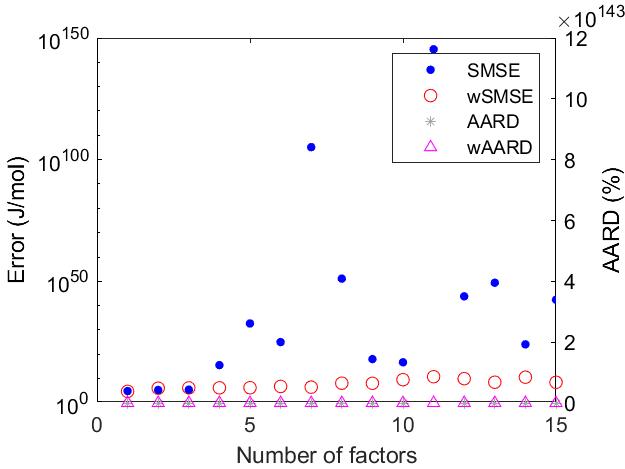 ×10^143
10^150
10^100
10^50
10^0
Error (J/mol)
SMSE
wSMSE
AARD
wAARD
12
10
8
6
4
2
0
AARD (%)
0
5
10
15
Number of factors